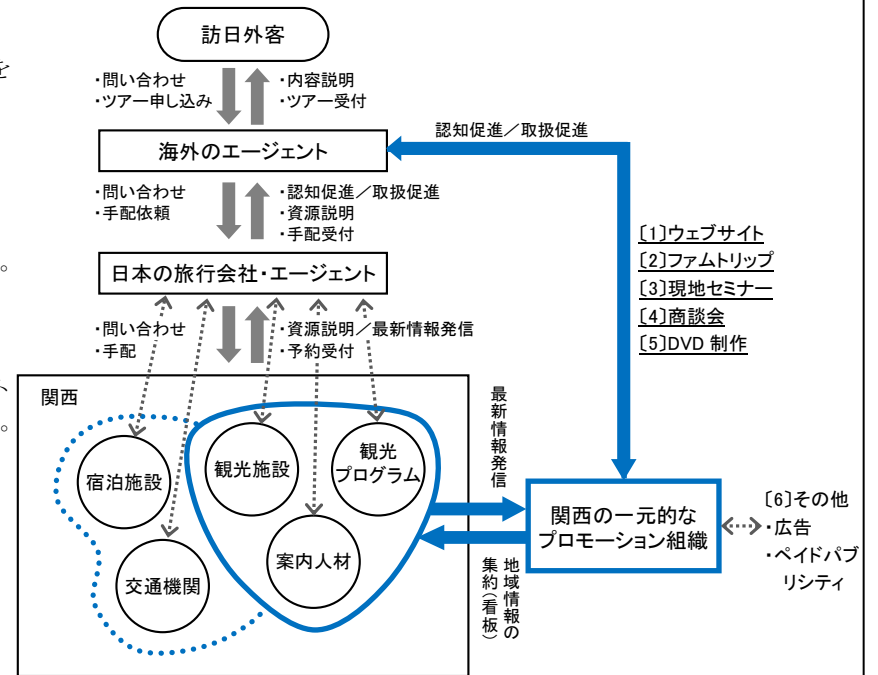 訪日外客
を
・問い合わせ
・ツアー申し込み
・内容説明
・ツアー受付
認知促進／取扱促進
海外のエージェント
・問い合わせ
・手配依頼
・認知促進／取扱促進
・資源説明
・手配受付
〔1〕ウェブサイト
〔2〕ファムトリップ
〔3〕現地セミナー
〔4〕商談会
〔5〕DVD 制作
。
日本の旅行会社・エージェント
・問い合わせ
・手配
・資源説明／最新情報発信
・予約受付
、
。
関西
最新情報発信
宿泊施設
観光施設
観光
プログラム
案内人材
交通機関
関西の一元的な
プロモーション組織
〔6〕その他
・広告
・ペイドパブ
リシティ
地域情報の
集約（看板）